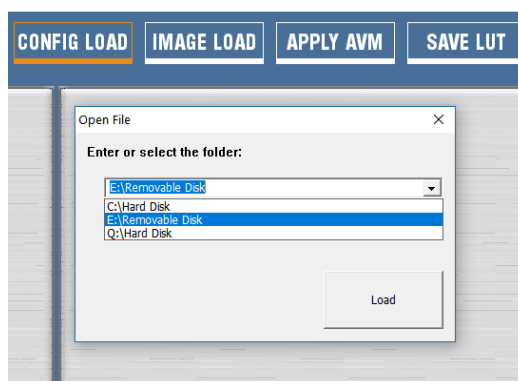 CONFIG LOAD IMAGE LOAD APPLY AVM SAVE LUT
Open File
Enter or select the folder:
E:\Removable Disk
C:\Hard Disk
E:\Removable Disk
Q:\Hard Disk
Load